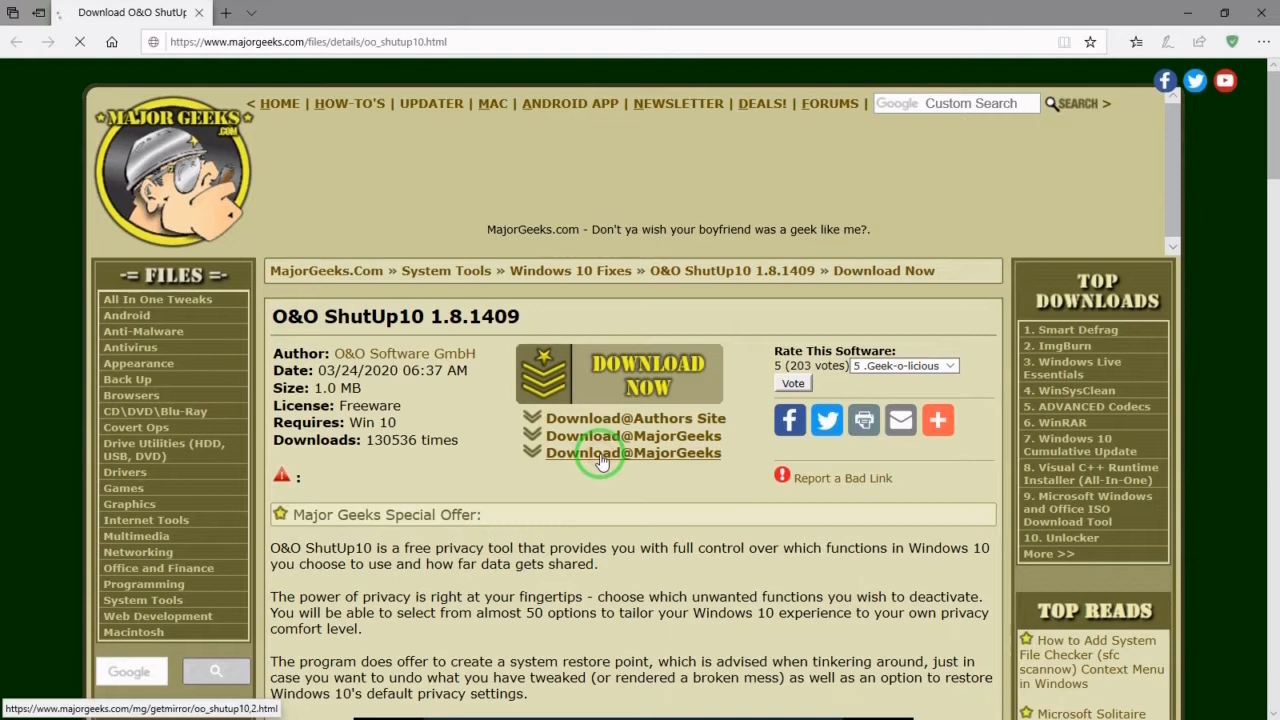 Download O&O ShutUp
https://www.majorgeeks.com/files/details/oo_shutup10.html
MAJOR GEEKS
.COM
< HOME | HOW-TO'S | UPDATER | MAC | ANDROID APP | NEWSLETTER | DEALS! | FORUMS |
Google Custom Search
SEARCH >
MajorGeeks.com - Don't ya wish your boyfriend was a geek like me?.
-= FILES =-
All In One Tweaks
Android
Anti-Malware
Antivirus
Appearance
Back Up
Browsers
CD\DVD\Blu-Ray
Covert Ops
Drive Utilities (HDD,
USB, DVD)
Drivers
Games
Graphics
Internet Tools
Multimedia
Networking
Office and Finance
Programming
System Tools
Web Development
Macintosh
Google
MajorGeeks.Com » System Tools » Windows 10 Fixes » O&O ShutUp10 1.8.1409 » Download Now
O&O ShutUp10 1.8.1409
Author: O&O Software GmbH
Date: 03/24/2020 06:37 AM
Size: 1.0 MB
License: Freeware
Requires: Win 10
Downloads: 130536 times
:
DOWNLOAD
NOW
Download@Authors Site
Download@MajorGeeks
Download@MajorGeeks
Rate This Software:
5 (203 votes) 5 .Geek-o-licious
Vote
Report a Bad Link
Major Geeks Special Offer:
O&O ShutUp10 is a free privacy tool that provides you with full control over which functions in Windows 10
you choose to use and how far data gets shared.
The power of privacy is right at your fingertips - choose which unwanted functions you wish to deactivate.
You will be able to select from almost 50 options to tailor your Windows 10 experience to your own privacy
comfort level.
The program does offer to create a system restore point, which is advised when tinkering around, just in
case you want to undo what you have tweaked (or rendered a broken mess) as well as an option to restore
Windows 10's default privacy settings.
TOP
DOWNLOADS
1. Smart Defrag
2. ImgBurn
3. Windows Live
Essentials
4. WinSysClean
5. ADVANCED Codecs
6. WinRAR
7. Windows 10
Cumulative Update
8. Visual C++ Runtime
Installer (All-In-One)
9. Microsoft Windows
and Office ISO
Download Tool
10. Unlocker
More >>
TOP READS
How to Add System
File Checker (sfc
scannow) Context Menu
in Windows
Microsoft Solitaire
https://www.majorgeeks.com/mg/getmirror/oo_shutup10,2.html